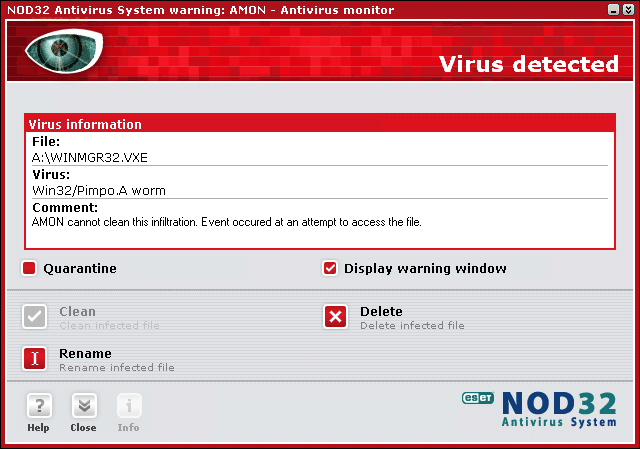 NOD32 Antivirus System warning: AMON - Antivirus monitor
Virus detected
Virus information
File:
A:\WINMGR32.VXE
Virus:
Win32/Pimpo.A worm
Comment:
AMON cannot clean this infiltration. Event occured at an attempt to access the file.
Quarantine
Display warning window
Clean
Clean infected file
Delete
Delete infected file
Rename
Rename infected file
Help
Close
Info
eset NOD32
Antivirus System